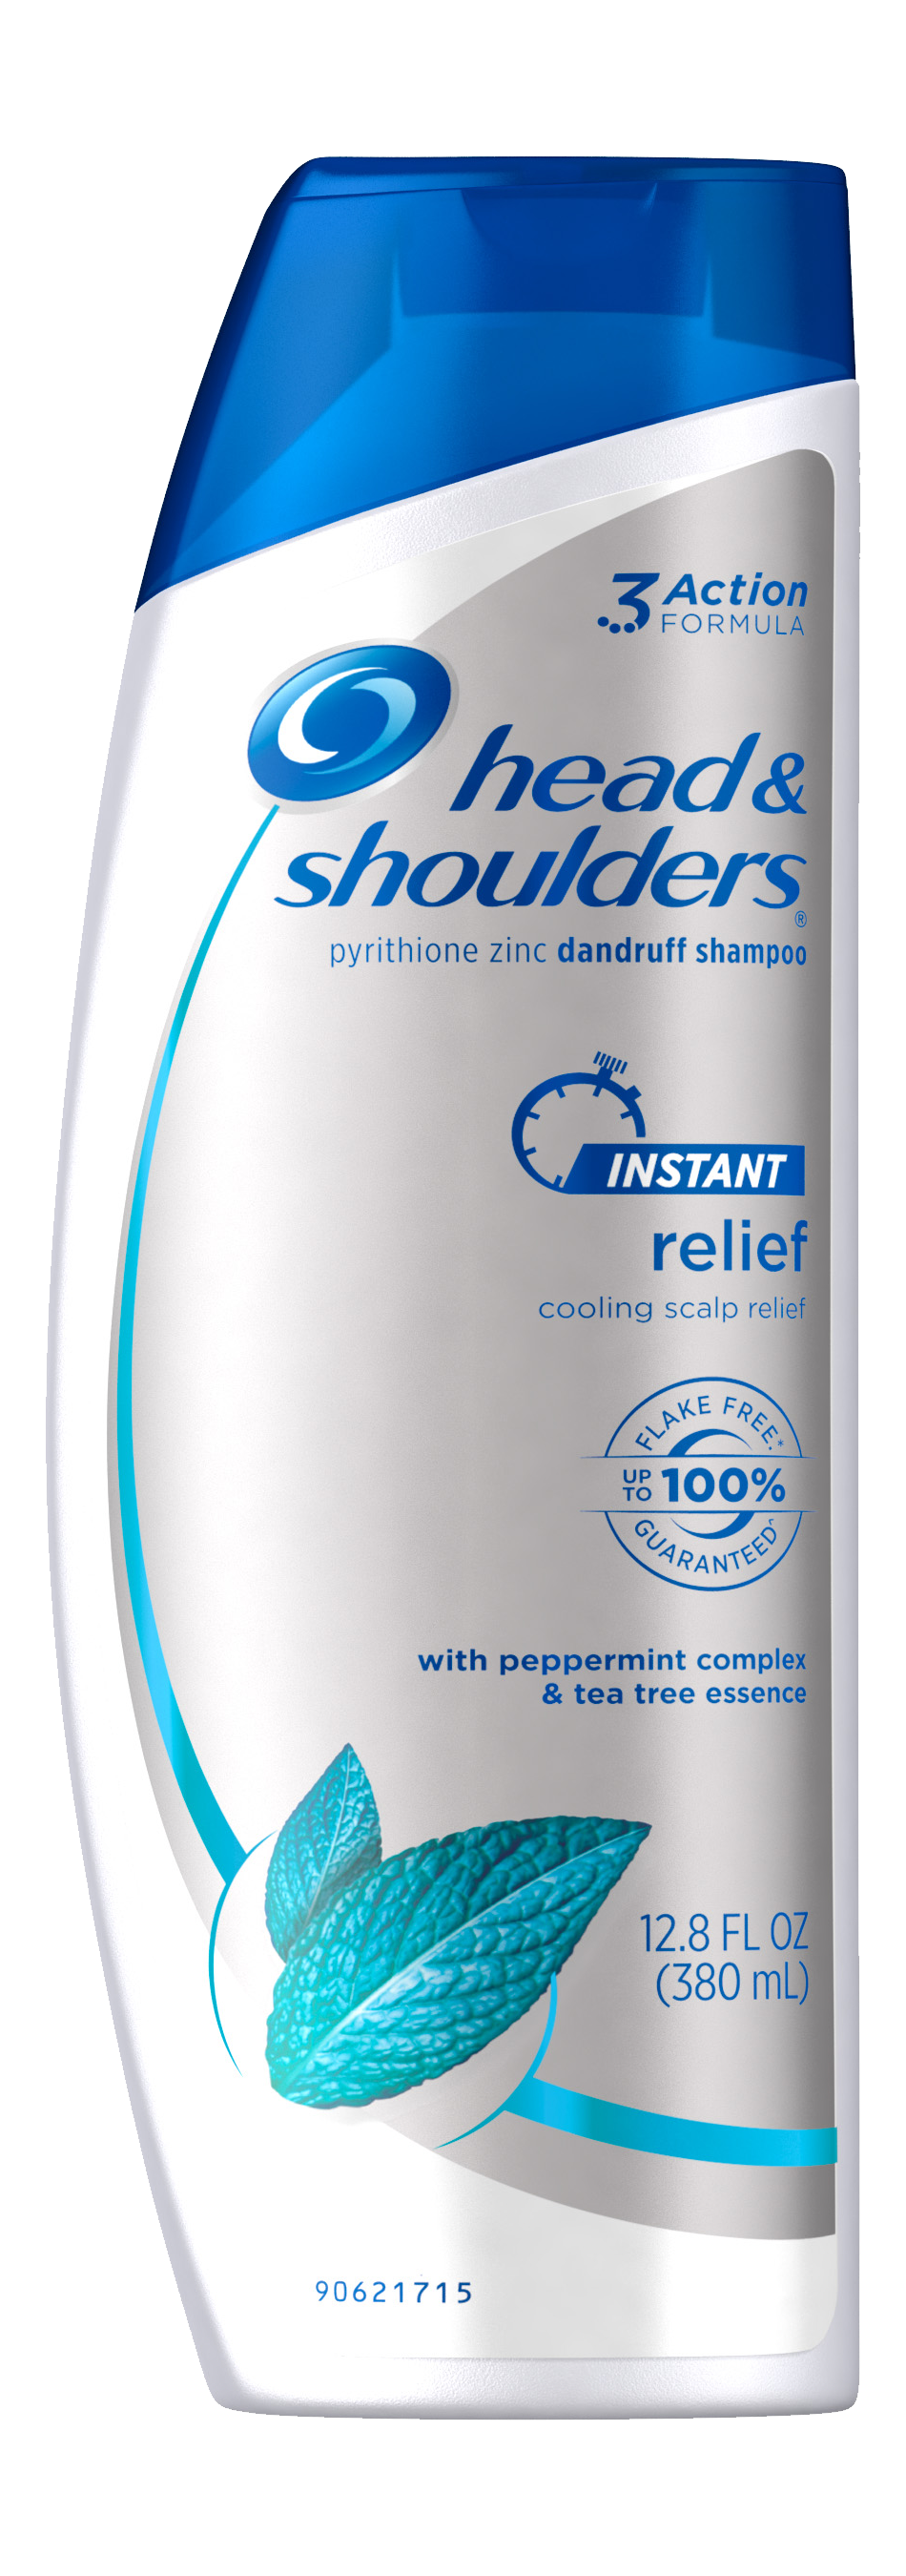 3 Action
FORMULA
head &
shoulders®
pyrithione zinc dandruff shampoo
INSTANT
relief
cooling scalp relief
FLAKE FREE.*
UP TO 100%
GUARANTEED^
with peppermint complex
& tea tree essence
12.8 FL OZ
(380 mL)
90621715